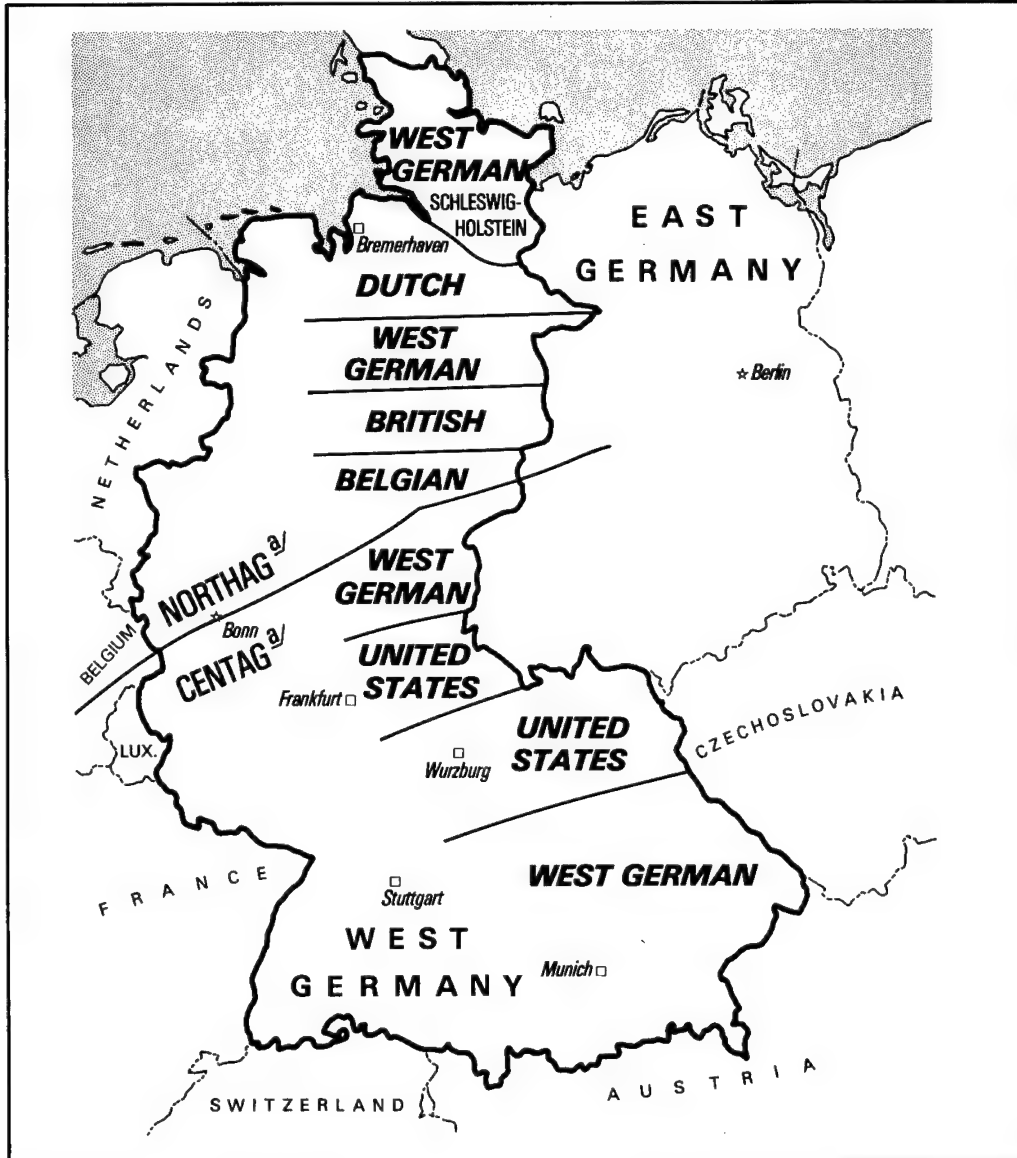 WEST
GERMAN
SCHLESWIG-
HOLSTEIN
EAST
GERMANY
Bremerhaven
DUTCH
NETHERLANDS
WEST
GERMAN
Berlin
BRITISH
BELGIAN
NORTHAG a/
WEST
GERMAN
BELGIUM
Bonn
CENTAG a/
UNITED
STATES
Frankfurt
CZECHOSLOVAKIA
UNITED
STATES
LUX.
Wurzburg
FRANCE
WEST GERMAN
Stuttgart
WEST
GERMANY
Munich
AUSTRIA
SWITZERLAND